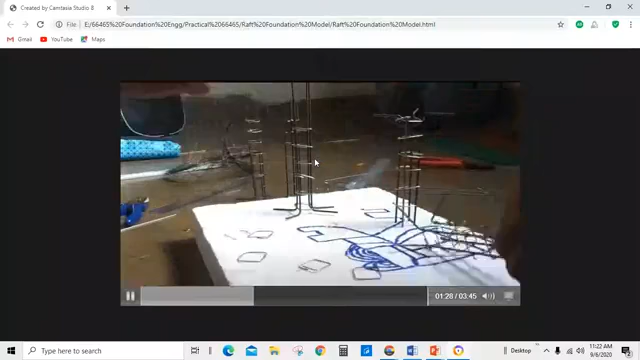 Created by Camtasia Studio 8
File
E:/66465%20Foundation%20Engg/Practical%2066465/Raft%20Foundation%20Model/Raft%20Foundation%20Model.html
Gmail
YouTube
Maps
01:28 / 03:45
Type here to search
Desktop
11:22 AM
9/6/2020